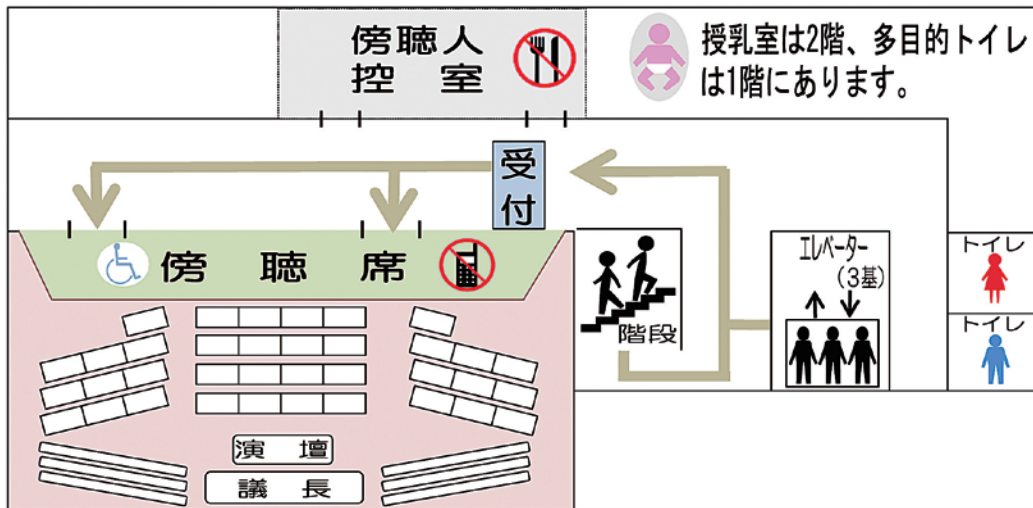 傍聴人
控室
授乳室は2階、多目的トイレ
は1階にあります。
受付
傍聴席
階段
エレベーター
(3基)
トイレ
トイレ
演壇
議長